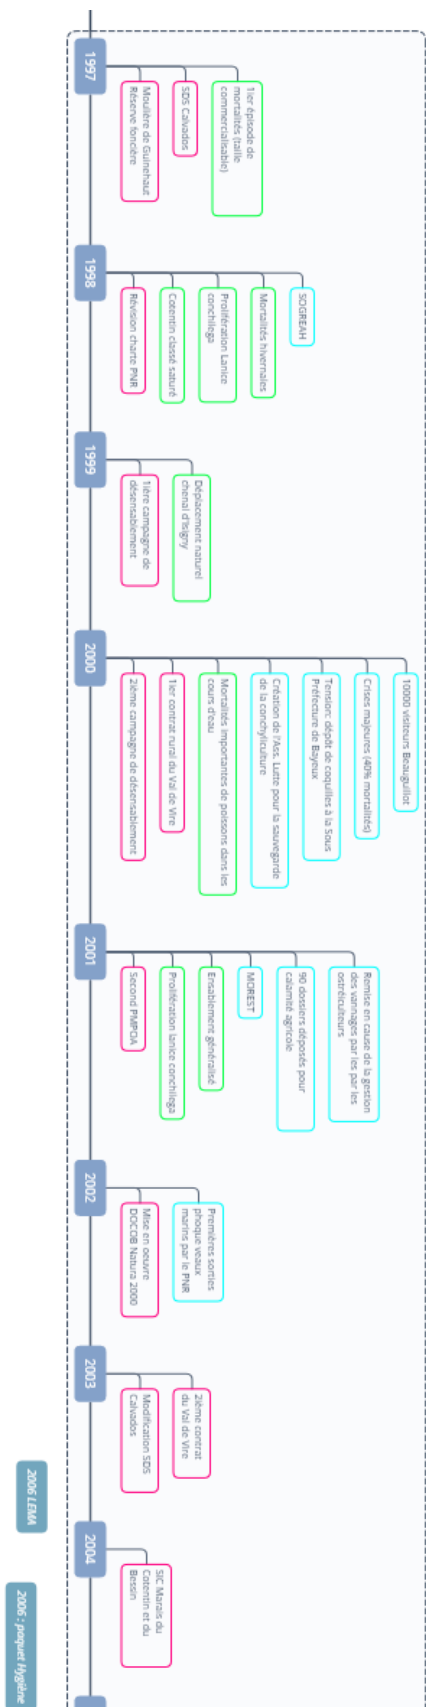 1997
Moulière de Guinehaut
Réserve foncière
SDS Calvados
1ier épisode de
mortalités (taille
commercialisable)
1998
Révision charte PNR
Cotentin classé saturé
Prolifération Lanice
conchilega
Mortalités hivernales
SOGREAH
1999
1ière campagne de
désensablement
Déplacement naturel
chenal d'Isigny
2000
2ième campagne de désensablement
1ier contrat rural du Val de Vire
Mortalités importantes de poissons dans les
cours d'eau
Création de l'Ass. Lutte pour la sauvegarde
de la conchyliculture
Tension: dépôt de coquilles à la Sous
Préfecture de Bayeux
Crises majeures (40% mortalités)
10000 visiteurs Beauguillot
2001
Second PMPOA
Prolifération lanice conchilega
Ensablement généralisé
MOREST
90 dossiers déposés pour
calamité agricole
Remise en cause de la gestion
des vannages par les par les
ostréiculteurs
2002
Mise en oeuvre
DOCOB Natura 2000
Premières sorties
phoque veaux
marins par le PNR
2003
Modification SDS
Calvados
2ième contrat
du Val de Vire
2004
SIC Marais du
Cotentin et du
Bessin
2006 LEMA
2006 : paquet Hygiène